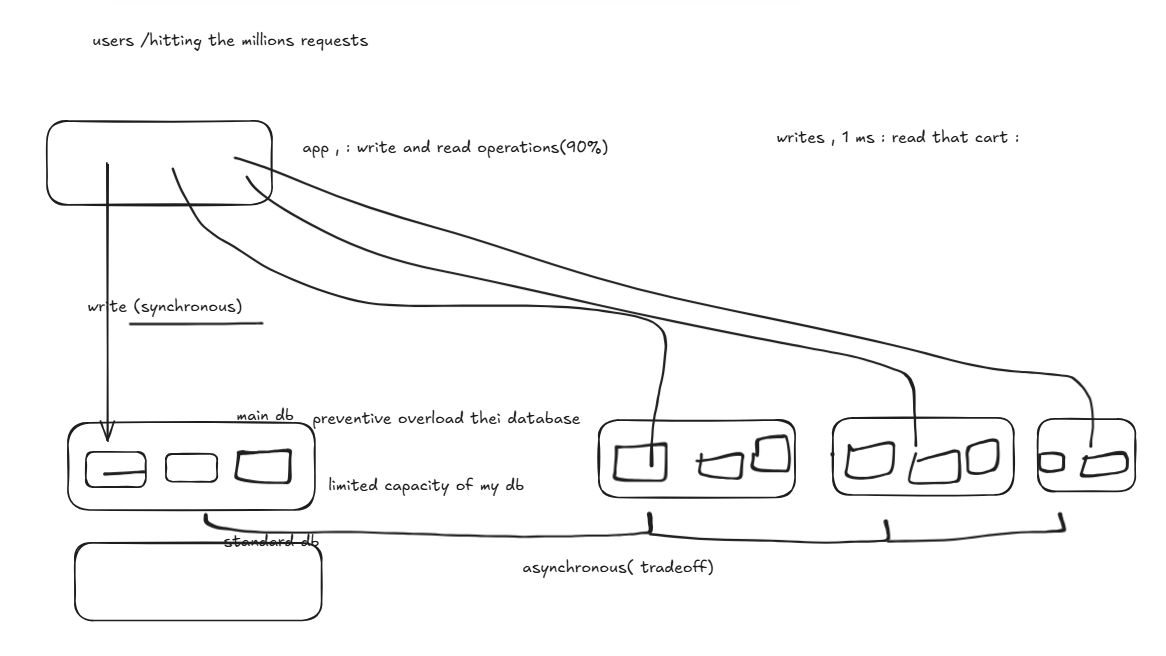 users /hitting the millions requests
writes , 1 ms : read that cart :
app , : write and read operations(90%)
write (synchronous)
main db
preventive overload thei database
limited capacity of my db
standard db
asynchronous( tradeoff)